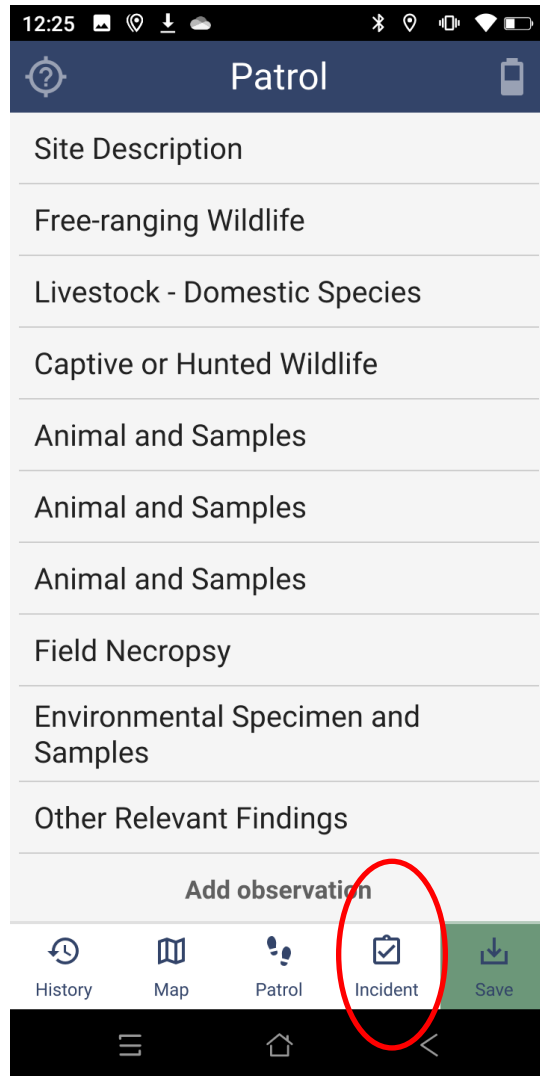 12:25
Patrol
Site Description
Free-ranging Wildlife
Livestock - Domestic Species
Captive or Hunted Wildlife
Animal and Samples
Animal and Samples
Animal and Samples
Field Necropsy
Environmental Specimen and
Samples
Other Relevant Findings
Add observation
History Map Patrol Incident Save